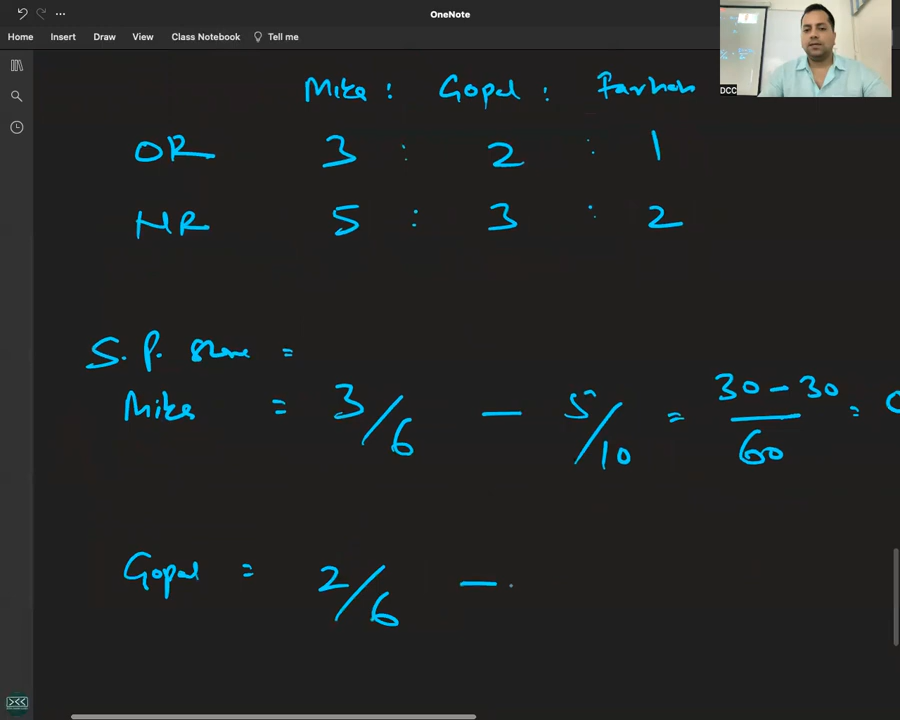 OneNote
Home Insert Draw View Class Notebook Tell me
DCC
Mike : Gopal : Farhan
OR 3 : 2 : 1
NR 5 : 3 : 2
S.P. Share =
Mike = 3/6 — 5/10 = 30-30/60 = 0
Gopal = 2/6 —